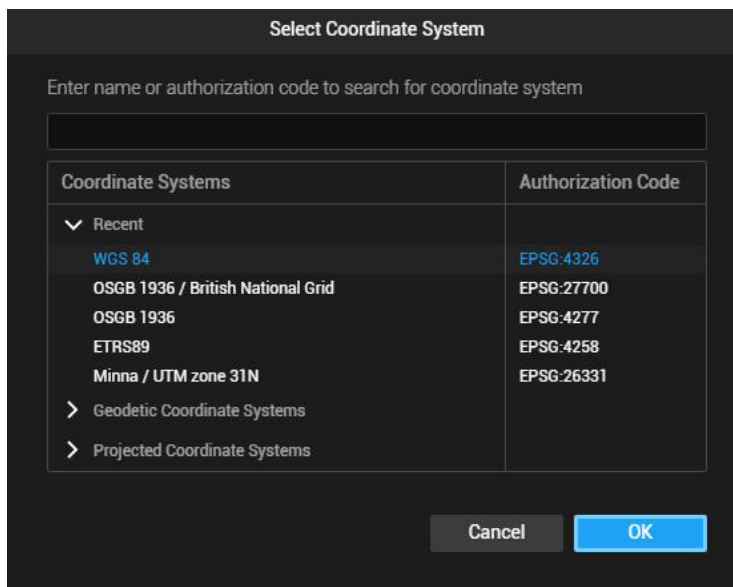 Select Coordinate System
Enter name or authorization code to search for coordinate system
Coordinate Systems Authorization Code
Recent
WGS 84 EPSG:4326
OSGB 1936 / British National Grid EPSG:27700
OSGB 1936 EPSG:4277
ETRS89 EPSG:4258
Minna / UTM zone 31N EPSG:26331
Geodetic Coordinate Systems
Projected Coordinate Systems
Cancel OK